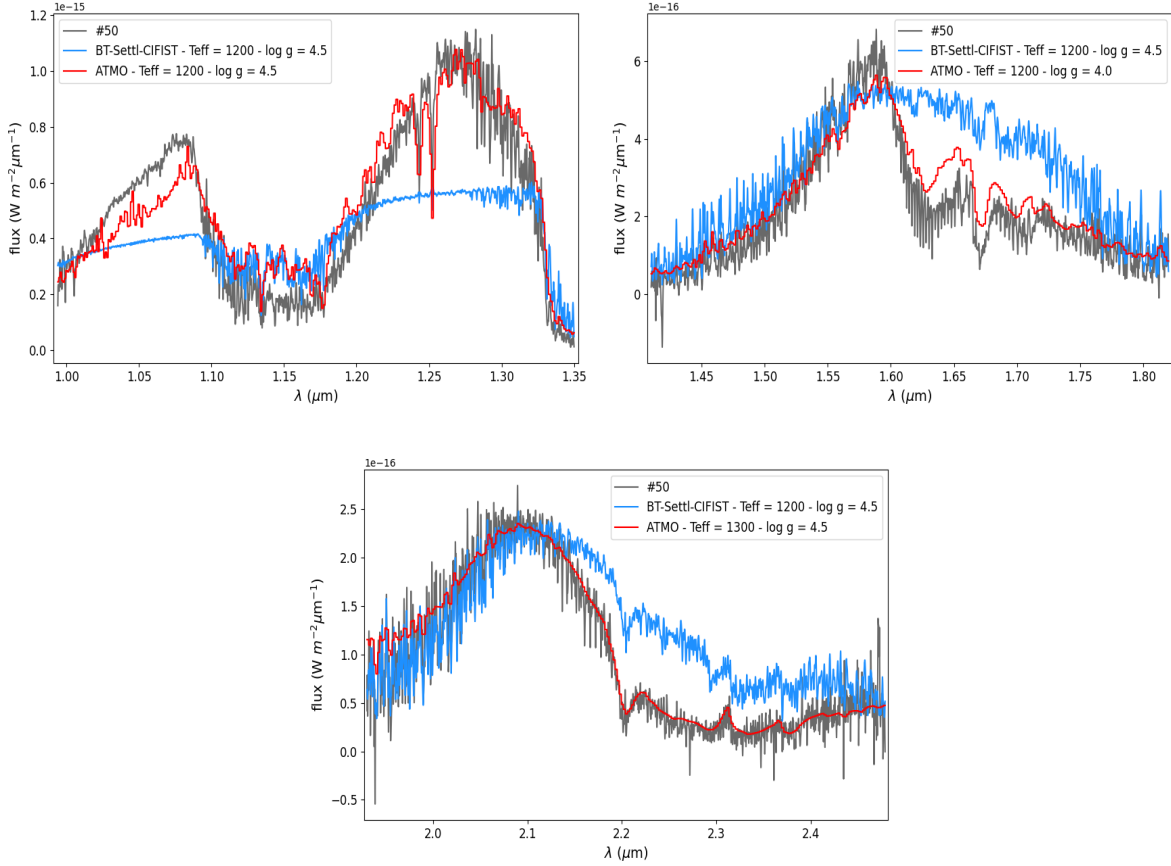 1e−15
#50
BT-Settl-CIFIST - Teff = 1200 - log g = 4.5
ATMO - Teff = 1200 - log g = 4.5
flux (W m⁻²μm⁻¹)
1.2
1.0
0.8
0.6
0.4
0.2
0.0
1.00 1.05 1.10 1.15 1.20 1.25 1.30 1.35
λ (μm)
1e−16
#50
BT-Settl-CIFIST - Teff = 1200 - log g = 4.5
ATMO - Teff = 1200 - log g = 4.0
flux (W m⁻²μm⁻¹)
6
4
2
0
1.45 1.50 1.55 1.60 1.65 1.70 1.75 1.80
λ (μm)
1e−16
#50
BT-Settl-CIFIST - Teff = 1200 - log g = 4.5
ATMO - Teff = 1300 - log g = 4.5
flux (W m⁻²μm⁻¹)
2.5
2.0
1.5
1.0
0.5
0.0
−0.5
2.0 2.1 2.2 2.3 2.4
λ (μm)